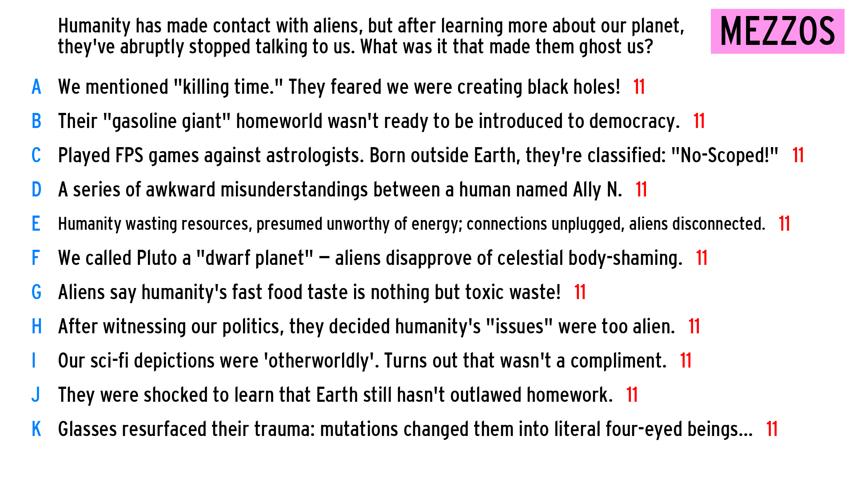 Humanity has made contact with aliens, but after learning more about our planet,
they've abruptly stopped talking to us. What was it that made them ghost us?
MEZZOS
A We mentioned "killing time." They feared we were creating black holes! 11
B Their "gasoline giant" homeworld wasn't ready to be introduced to democracy. 11
C Played FPS games against astrologists. Born outside Earth, they're classified: "No-Scoped!" 11
D A series of awkward misunderstandings between a human named Ally N. 11
E Humanity wasting resources, presumed unworthy of energy; connections unplugged, aliens disconnected. 11
F We called Pluto a "dwarf planet" – aliens disapprove of celestial body-shaming. 11
G Aliens say humanity's fast food taste is nothing but toxic waste! 11
H After witnessing our politics, they decided humanity's "issues" were too alien. 11
I Our sci-fi depictions were 'otherworldly'. Turns out that wasn't a compliment. 11
J They were shocked to learn that Earth still hasn't outlawed homework. 11
K Glasses resurfaced their trauma: mutations changed them into literal four-eyed beings... 11